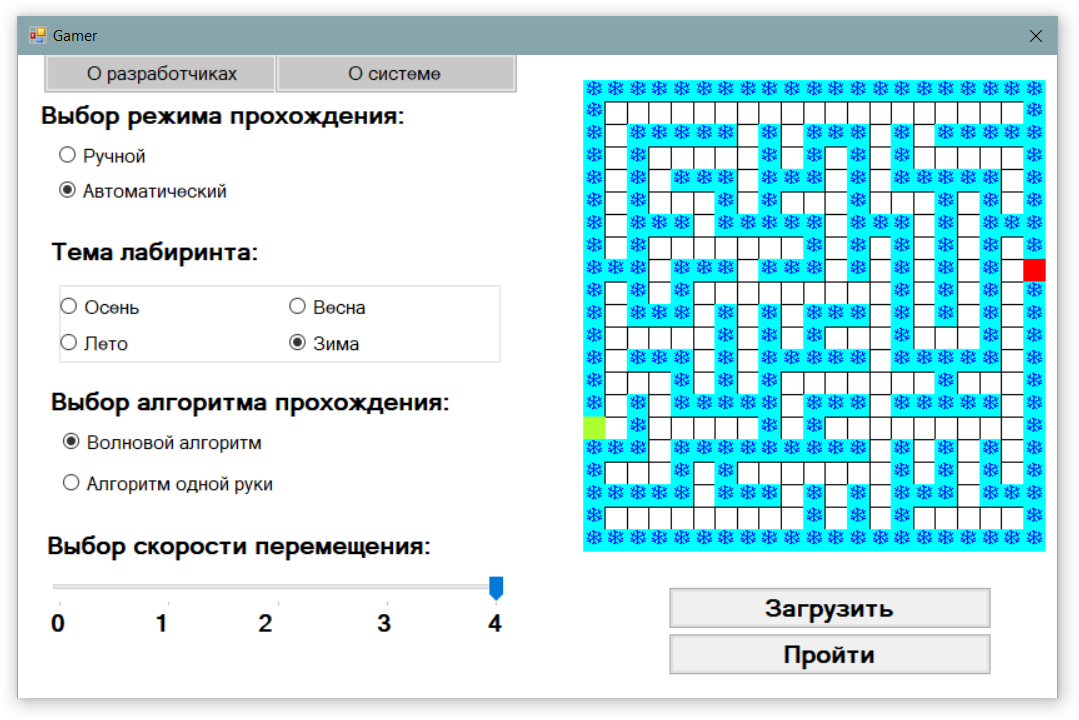 Gamer
О разработчиках О системе
Выбор режима прохождения:
Ручной
Автоматический
Тема лабиринта:
Осень Весна
Лето Зима
Выбор алгоритма прохождения:
Волновой алгоритм
Алгоритм одной руки
Выбор скорости перемещения:
0 1 2 3 4
Загрузить
Пройти